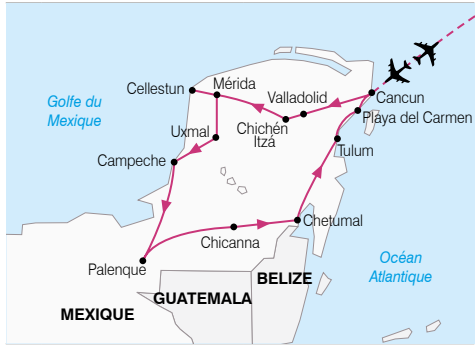 Cellestun
Mérida
Valladolid
Cancun
Playa del Carmen
Golfe du
Mexique
Chichén
Itzá
Uxmal
Tulum
Campeche
Chetumal
Chicanna
Palenque
Océan
Atlantique
BELIZE
GUATEMALA
MEXIQUE